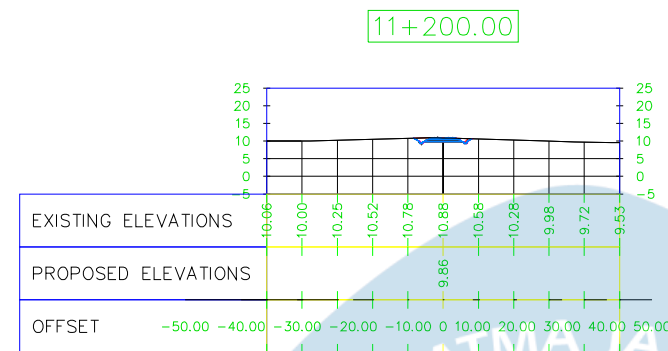 11+200.00
25 25
20 20
15 15
10 10
5 5
0 0
-5 -5
EXISTING ELEVATIONS 10.06 10.00 10.25 10.52 10.78 10.88 10.58 10.28 9.98 9.72 9.53
PROPOSED ELEVATIONS 9.86
OFFSET -50.00 -40.00 -30.00 -20.00 -10.00 0 10.00 20.00 30.00 40.00 50.00
ATMA JA